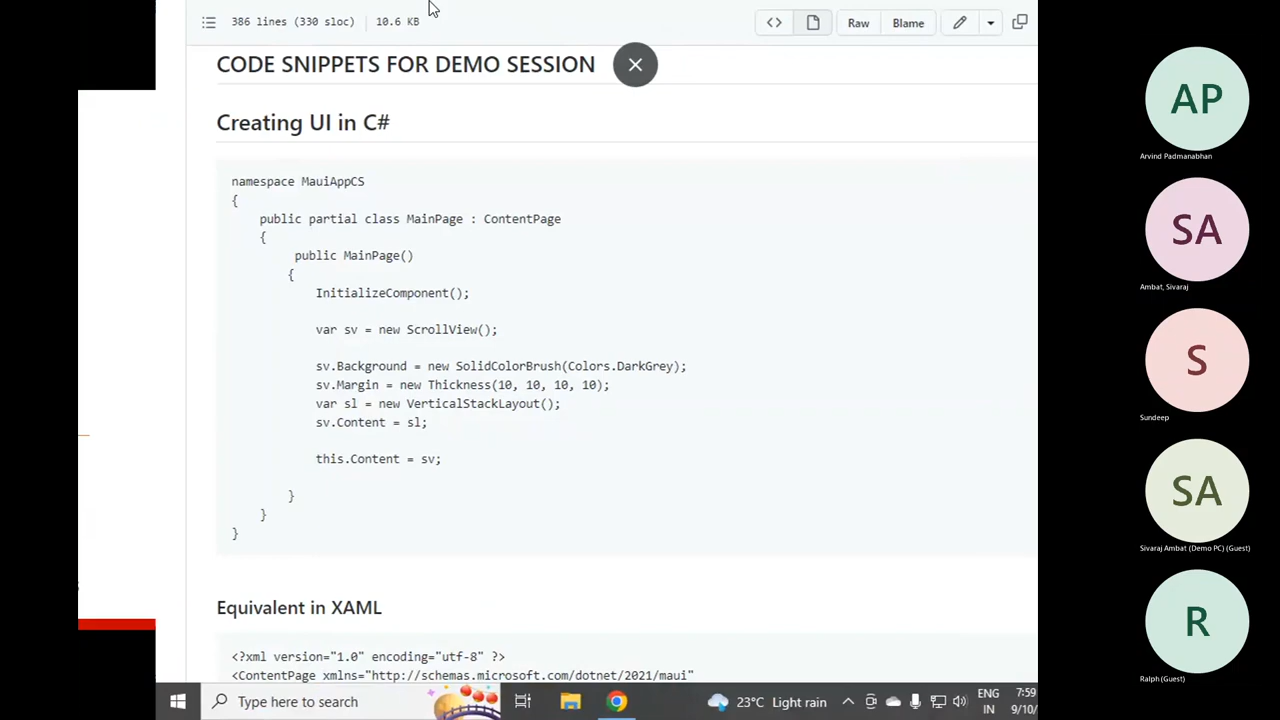 386 lines (330 sloc) 10.6 KB
Raw Blame
CODE SNIPPETS FOR DEMO SESSION
Creating UI in C#
namespace MauiAppCS
{
public partial class MainPage : ContentPage
{
public MainPage()
{
InitializeComponent();
var sv = new ScrollView();
sv.Background = new SolidColorBrush(Colors.DarkGrey);
sv.Margin = new Thickness(10, 10, 10, 10);
var sl = new VerticalStackLayout();
sv.Content = sl;
this.Content = sv;
}
}
}
Equivalent in XAML
<?xml version="1.0" encoding="utf-8" ?>
<ContentPage xmlns="http://schemas.microsoft.com/dotnet/2021/maui"
Type here to search
23°C Light rain
ENG
IN
7:59
9/10/
AP
Arvind Padmanabhan
SA
Ambat, Sivaraj
S
Sundeep
SA
Sivaraj Ambat (Demo PC) (Guest)
R
Ralph (Guest)